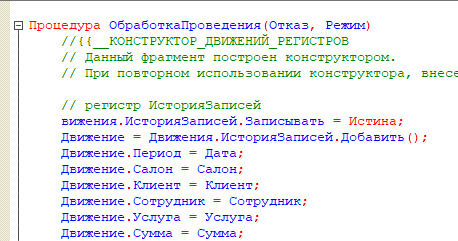 Процедура ОбработкаПроведения(Отказ, Режим)
//{{__КОНСТРУКТОР_ДВИЖЕНИЙ_РЕГИСТРОВ
// Данный фрагмент построен конструктором.
// При повторном использовании конструктора, внесе
// регистр ИсторияЗаписей
вижения.ИсторияЗаписей.Записывать = Истина;
Движение = Движения.ИсторияЗаписей.Добавить();
Движение.Период = Дата;
Движение.Салон = Салон;
Движение.Клиент = Клиент;
Движение.Сотрудник = Сотрудник;
Движение.Услуга = Услуга;
Движение.Сумма = Сумма;